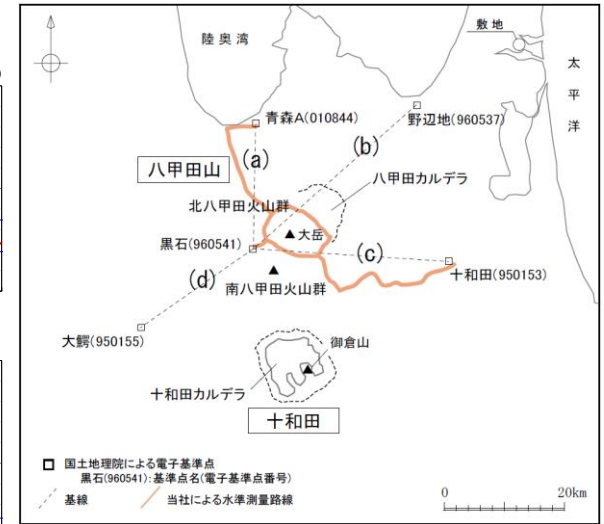 敷地
陸奥湾
太平洋
青森A(010844)
野辺地(960537)
(a)
(b)
八甲田山
八甲田カルデラ
北八甲田火山群
大岳
黒石(960541)
(c)
(d)
南八甲田火山群
十和田(950153)
大鰐(950155)
御倉山
十和田カルデラ
十和田
国土地理院による電子基準点
黒石(960541):基準点名(電子基準点番号)
基線 当社による水準測量路線
0 20km